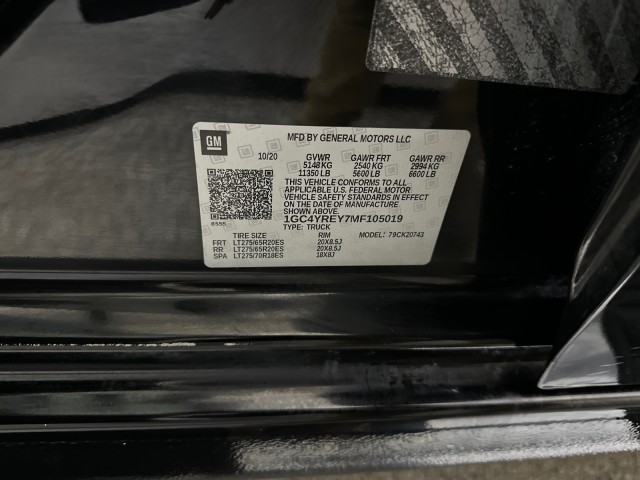 GM
MFD BY GENERAL MOTORS LLC
10/20 GVWR GAWR FRT GAWR RR
5148 KG 2540 KG 2994 KG
11350 LB 5600 LB 6600 LB
THIS VEHICLE CONFORMS TO ALL
APPLICABLE U.S. FEDERAL MOTOR
VEHICLE SAFETY STANDARDS IN
EFFECT ON THE DATE OF
MANUFACTURE SHOWN ABOVE.
1GC4YREY7MF105019
TYPE: TRUCK
TIRE SIZE RIM MODEL: 79CK20743
FRT LT275/65R20ES 20X8.5J
RR LT275/65R20ES 20X8.5J
SPA LT275/70R18ES 18X8J